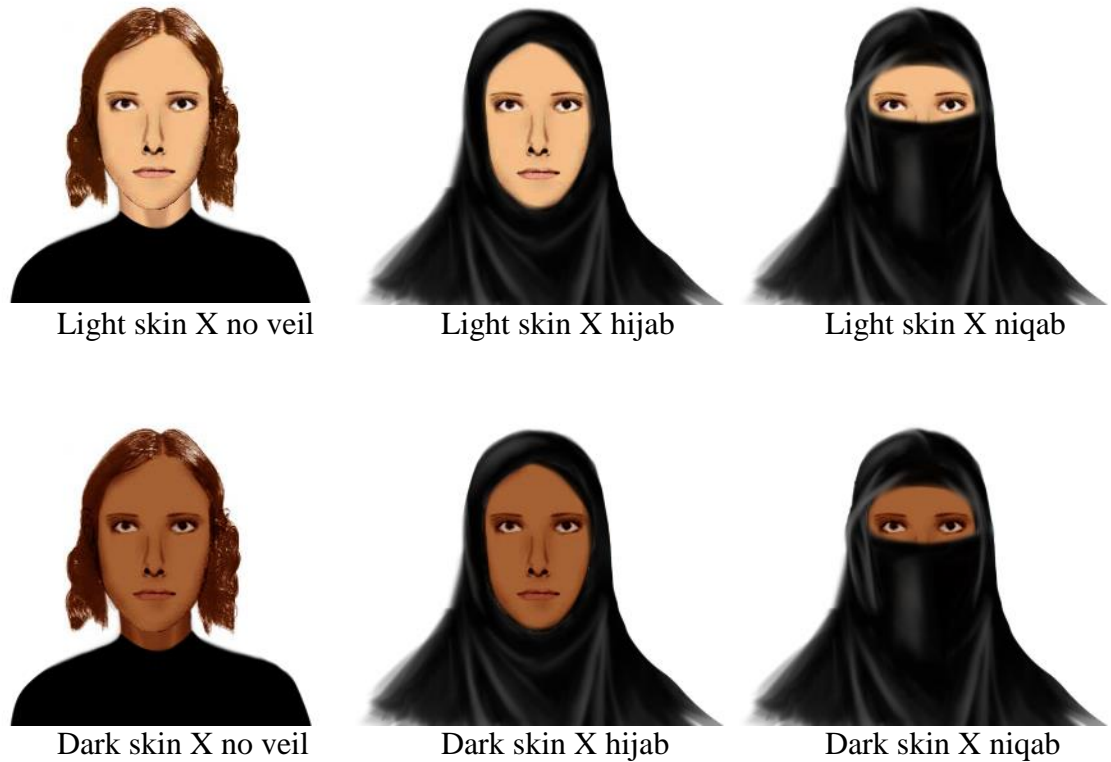 Light skin X no veil
Light skin X hijab
Light skin X niqab
Dark skin X no veil
Dark skin X hijab
Dark skin X niqab